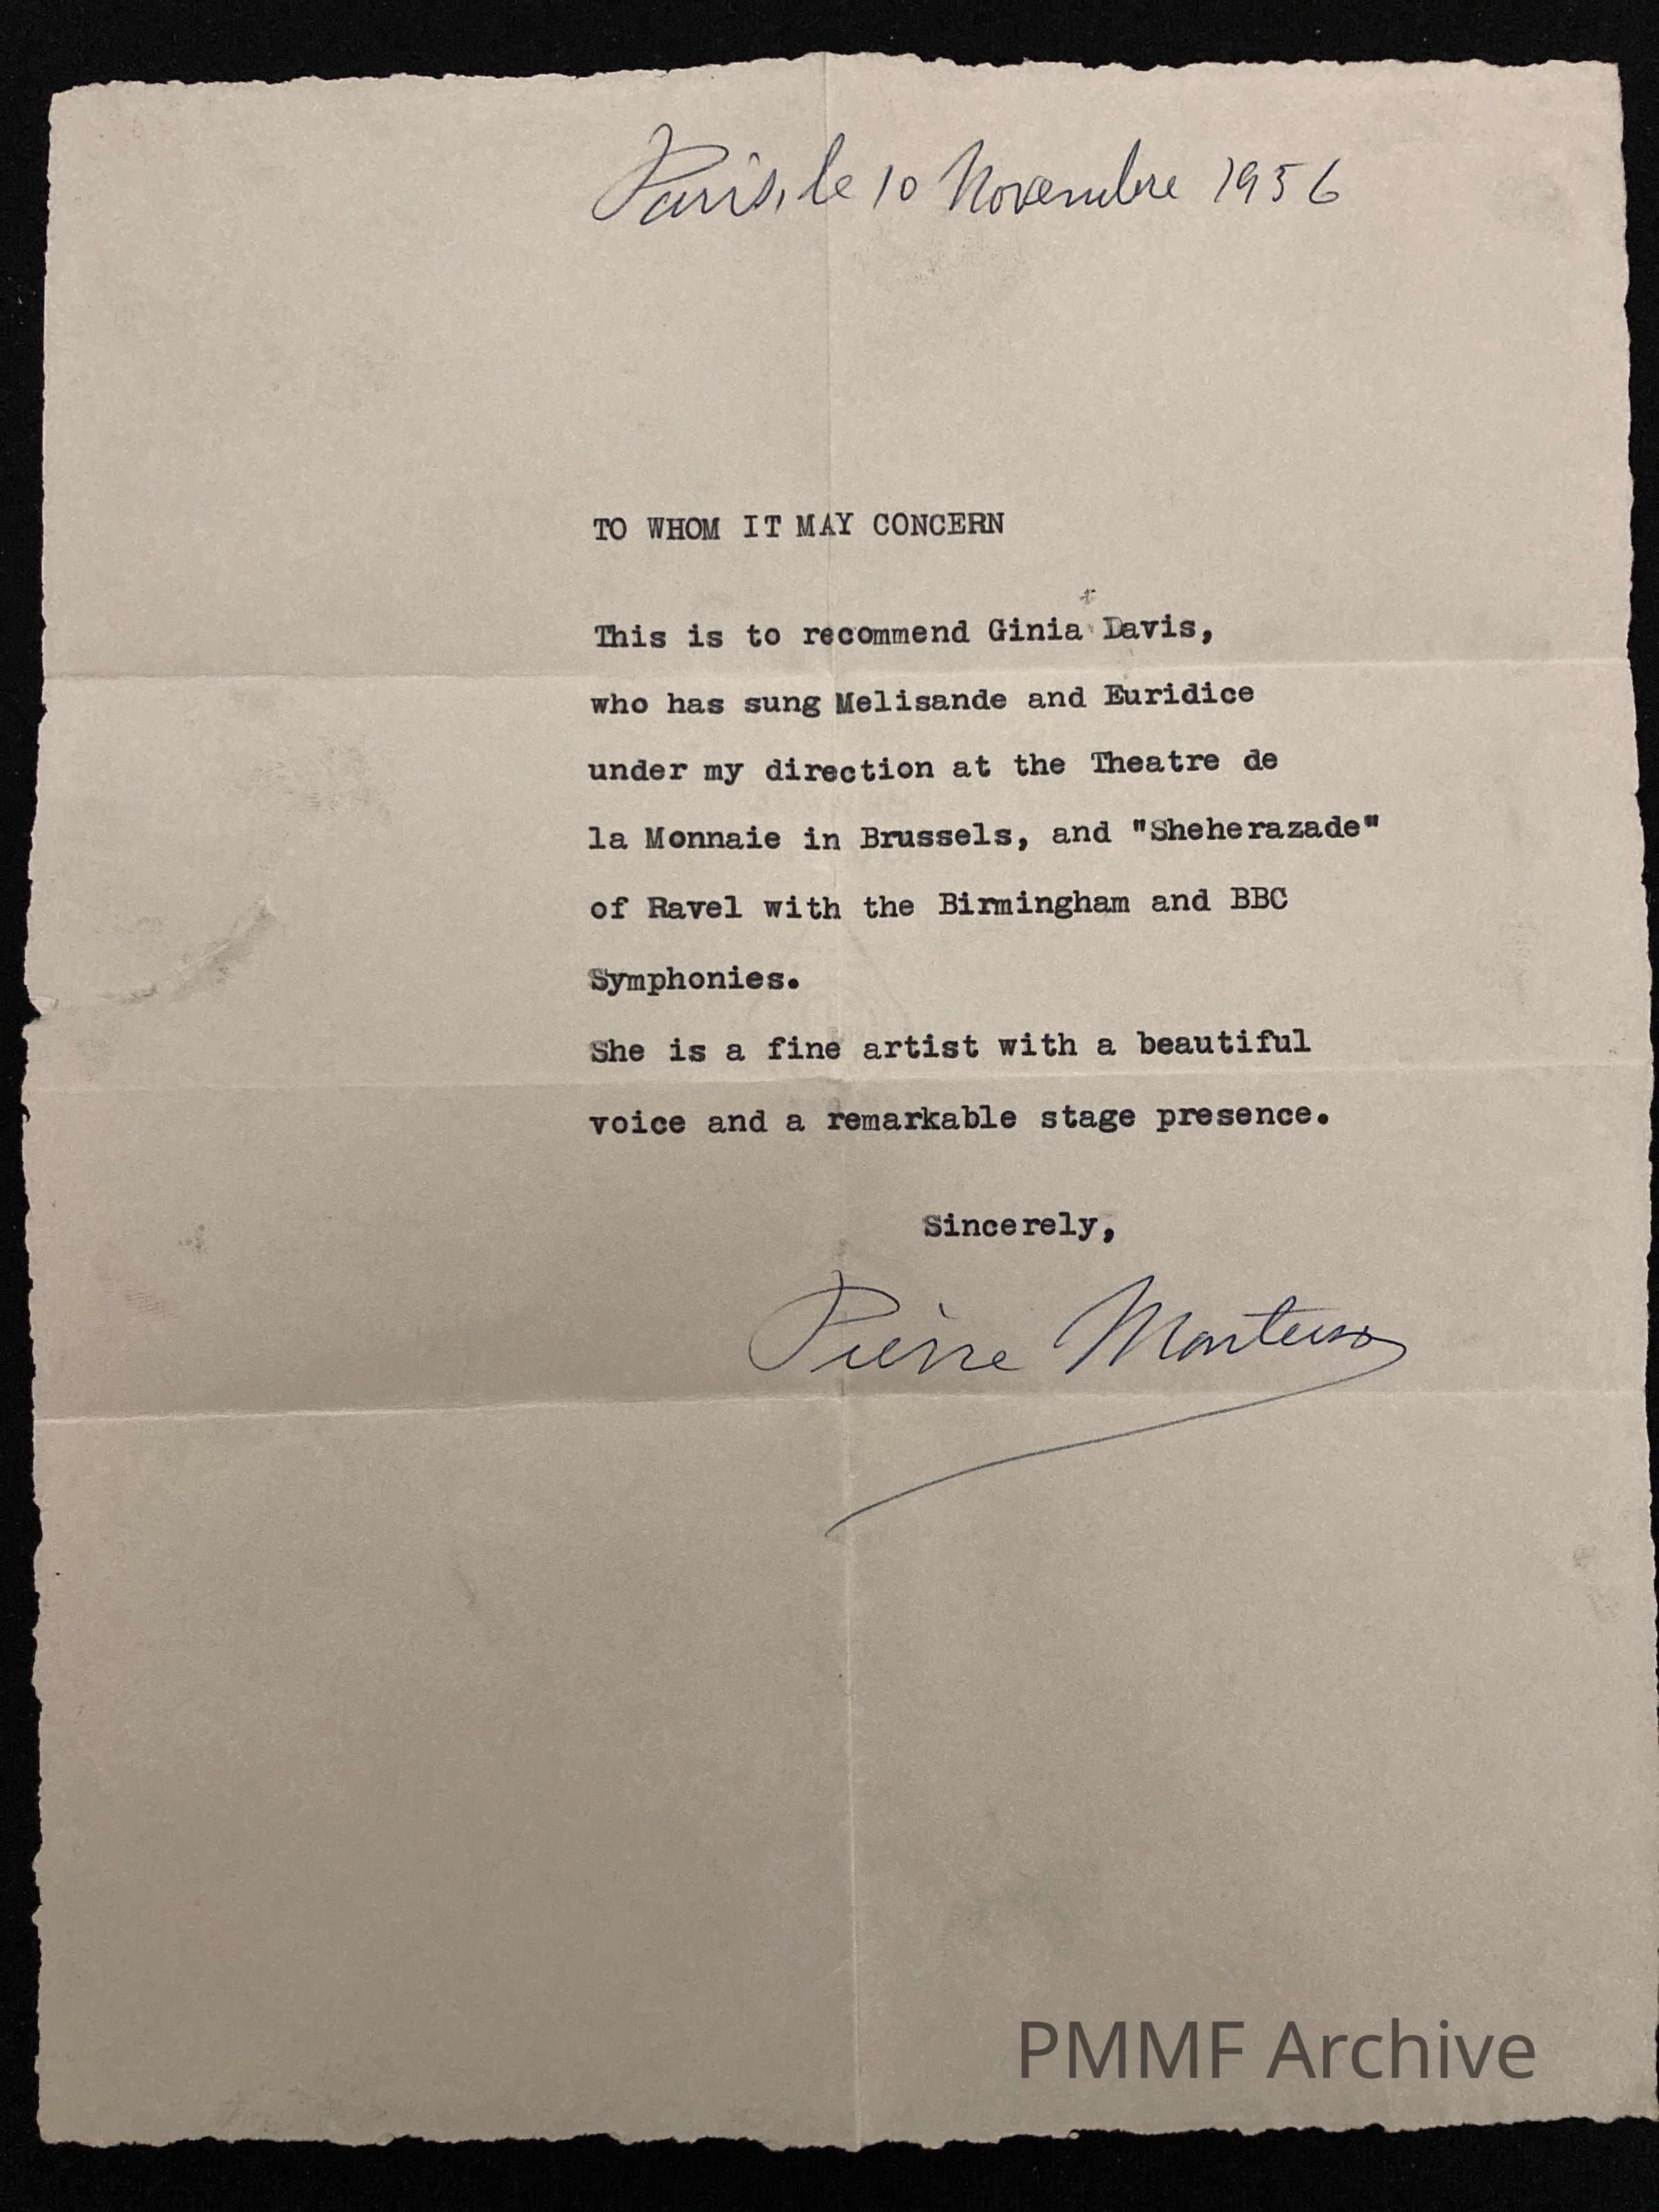 Paris, le 10 Novembre 1956
TO WHOM IT MAY CONCERN
This is to recommend Ginia Davis,
who has sung Melisande and Euridice
under my direction at the Theatre de
la Monnaie in Brussels, and "Sheherazade"
of Ravel with the Birmingham and BBC
Symphonies.
She is a fine artist with a beautiful
voice and a remarkable stage presence.
Sincerely,
Pierre Monteux
PMMF Archive